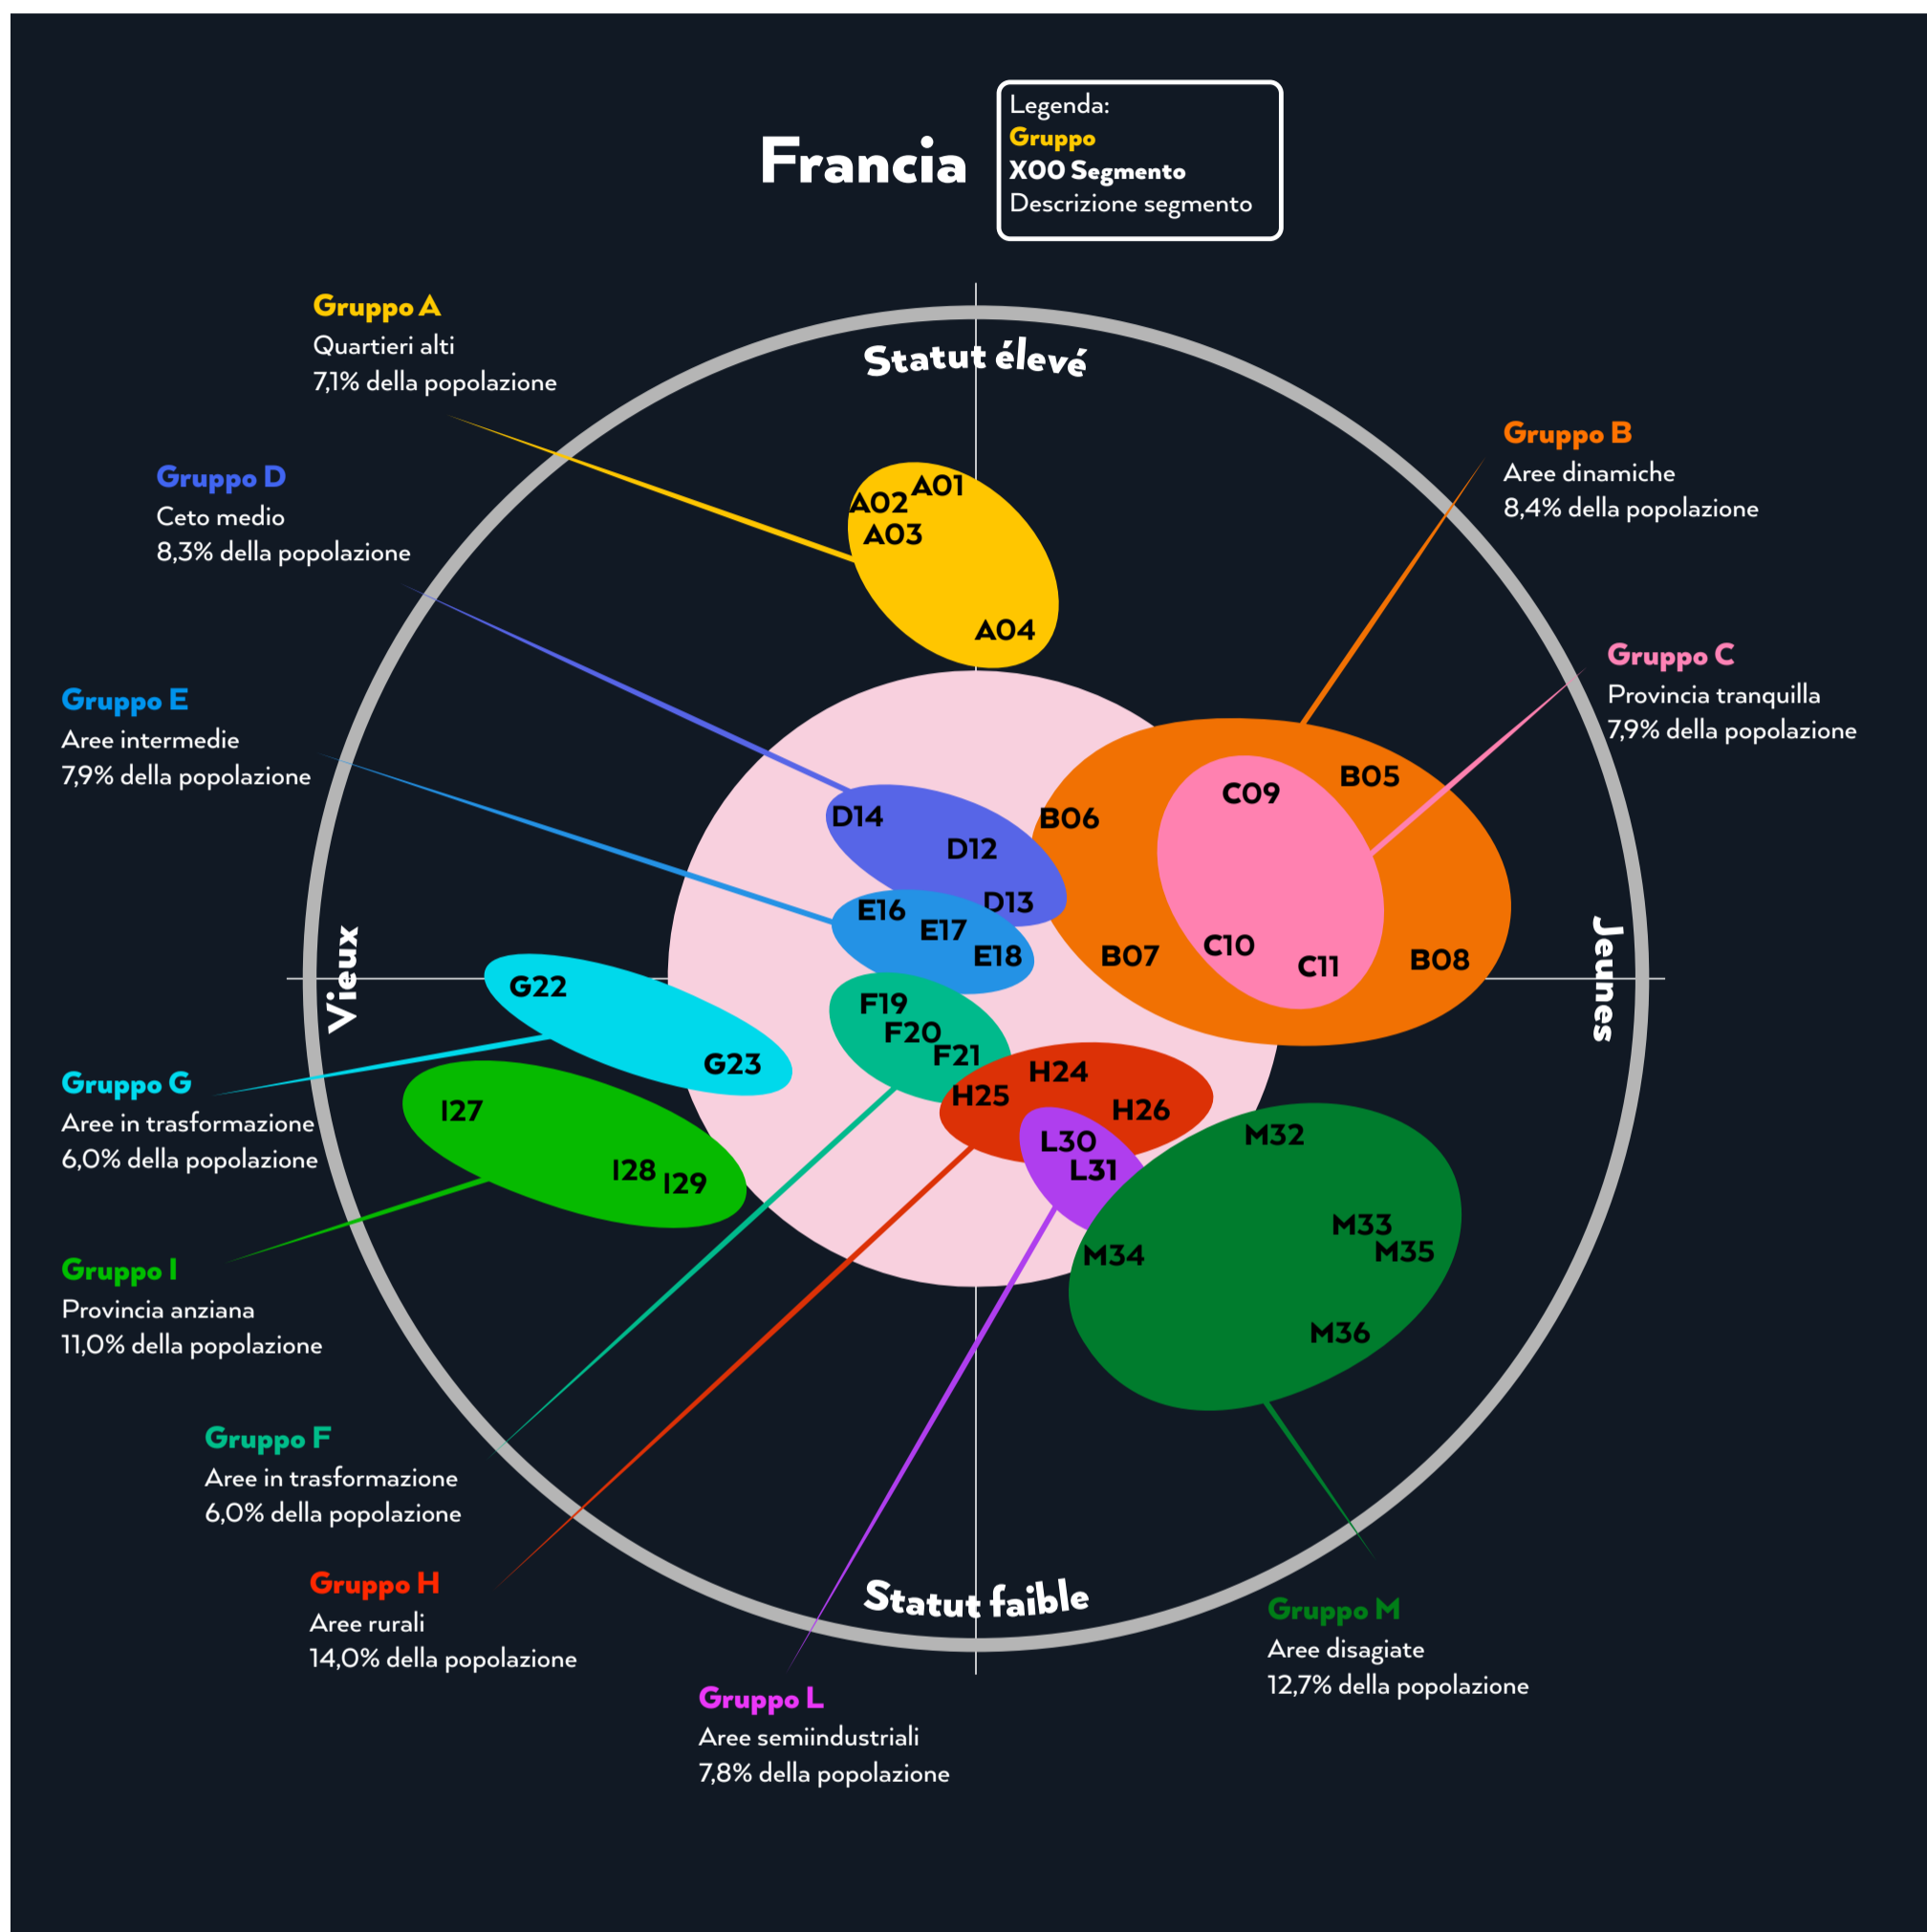 Francia
Legenda:
Gruppo
X00 Segmento
Descrizione segmento
Gruppo A
Quartieri alti
7,1% della popolazione
Statut élevé
Gruppo B
Aree dinamiche
8,4% della popolazione
Gruppo D
Ceto medio
8,3% della popolazione
A01
A02
A03
A04
Gruppo C
Provincia tranquilla
7,9% della popolazione
Gruppo E
Aree intermedie
7,9% della popolazione
B05
C09
B06
D14
D12
D13
E16
E17
E18
B07
C10
C11
B08
Vieux
Jeunes
G22
G23
F19
F20
F21
H24
H25
H26
Gruppo G
Aree in trasformazione
6,0% della popolazione
I27
I28
I29
L30
L31
M32
M33
M35
M34
M36
Gruppo I
Provincia anziana
11,0% della popolazione
Gruppo F
Aree in trasformazione
6,0% della popolazione
Gruppo H
Aree rurali
14,0% della popolazione
Statut faible
Gruppo M
Aree disagiate
12,7% della popolazione
Gruppo L
Aree semiindustriali
7,8% della popolazione